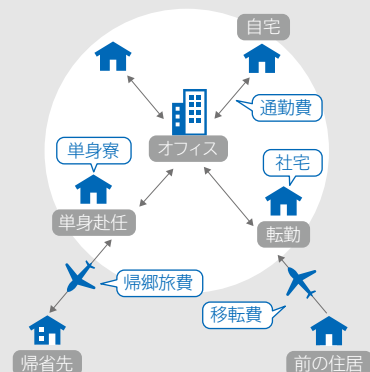 自宅
通勤費
オフィス
単身寮
社宅
単身赴任
転勤
帰郷旅費
移転費
帰省先
前の住居